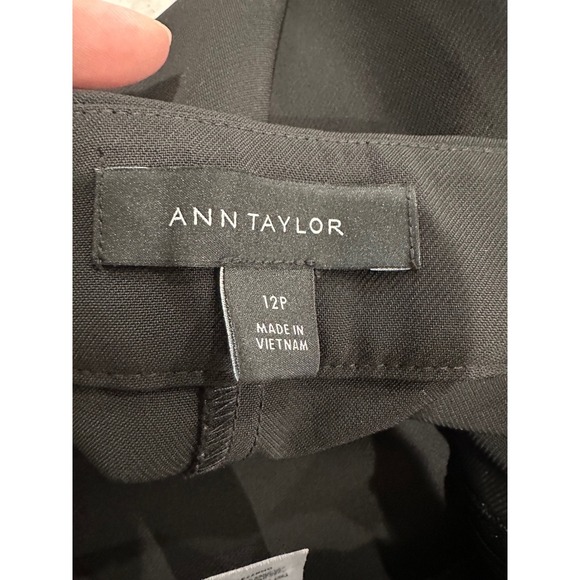 ANN TAYLOR
12P
MADE IN
VIETNAM